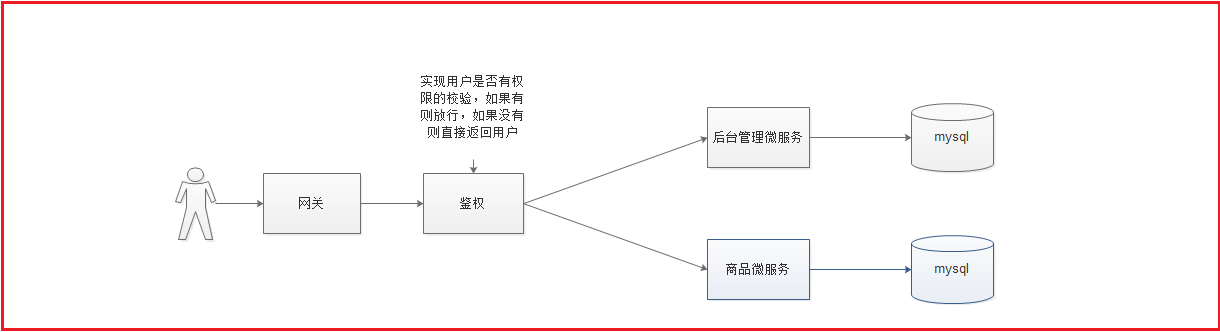 实现用户是否有权
限的校验，如果有
则放行，如果没有
则直接返回用户
网关
鉴权
后台管理微服务
mysql
商品微服务
mysql